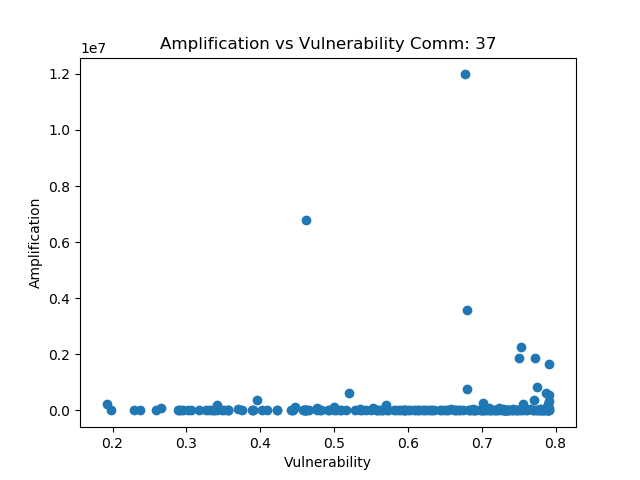 Amplification vs Vulnerability Comm: 37
1e7
1.2
1.0
0.8
0.6
0.4
0.2
0.0
Amplification
0.2 0.3 0.4 0.5 0.6 0.7 0.8
Vulnerability